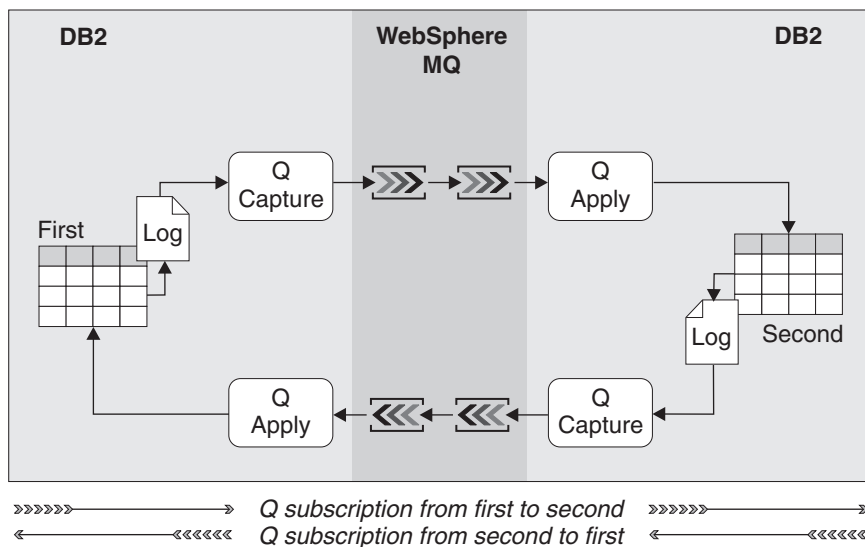 DB2
WebSphere
MQ
DB2
Q
Capture
Q
Apply
First
Log
Log
Second
Q
Apply
Q
Capture
Q subscription from first to second
Q subscription from second to first